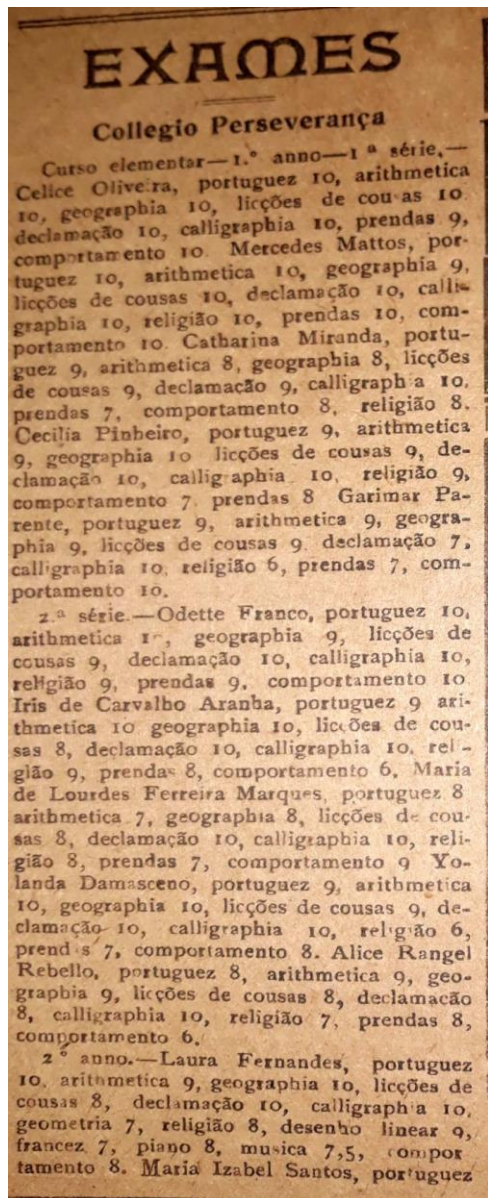 EXAMES
Collegio Perseverança
Curso elementar—1.º anno—1ª série.—
Celice Oliveira, portuguez 10, arithmetica
10, geographia 10, licções de cousas 10
declamação 10, calligraphia 10, prendas 9,
comportamento 10. Mercedes Mattos, por-
tuguez 10, arithmetica 10, geographia 9,
licções de cousas 10, declamação 10, calli-
graphia 10, religião 10, prendas 10, com-
portamento 10. Catharina Miranda, portu-
guez 9, arithmetica 8, geographia 8, licções
de cousas 9, declamação 9, calligraphia 10,
prendas 7, comportamento 8, religião 8.
Cecilia Pinheiro, portuguez 9, arithmetica
9, geographia 10 licções de cousas 9, de-
clamação 10, calligraphia 10, religião 9,
comportamento 7, prendas 8 Garimar Pa-
rente, portuguez 9, arithmetica 9, geogra-
phia 9, licções de cousas 9, declamação 7,
calligraphia 10, religião 6, prendas 7, com-
portamento 10.
2.ª série.—Odette Franco, portuguez 10,
arithmetica geographia 9, licções de
cousas 9, declamação 10, calligraphia 10,
religião 9, prendas 9, comportamento 10
Iris de Carvalho Aranha, portuguez 9 ari-
thmetica 10 geographia 10, licções de cou-
sas 8, declamação 10, calligraphia 10, reli-
gião 9, prendas 8, comportamento 6. Maria
de Lourdes Ferreira Marques, portuguez 8
arithmetica 7, geographia 8, licções de cou-
sas 8, declamação 10, calligraphia 10, reli-
gião 8, prendas 7, comportamento 9 Yo-
landa Damasceno, portuguez 9, arithmetica
10, geographia 10, licções de cousas 9, de-
clamação 10, calligraphia 10, religião 6,
prendas 7, comportamento 8. Alice Rangel
Rebello, portuguez 8, arithmetica 9, geo-
graphia 9, licções de cousas 8, declamacão
8, calligraphia 10, religião 7, prendas 8,
comportamento 6.
2º anno.—Laura Fernandes, portuguez
10, arithmetica 9, geographia 10, licções de
cousas 8, declamação 10, calligraphia 10,
geometria 7, religião 8, desenho linear 9,
francez 7, piano 8, musica 7,5, compor
tamento 8. Maria Izabel Santos, portuguez